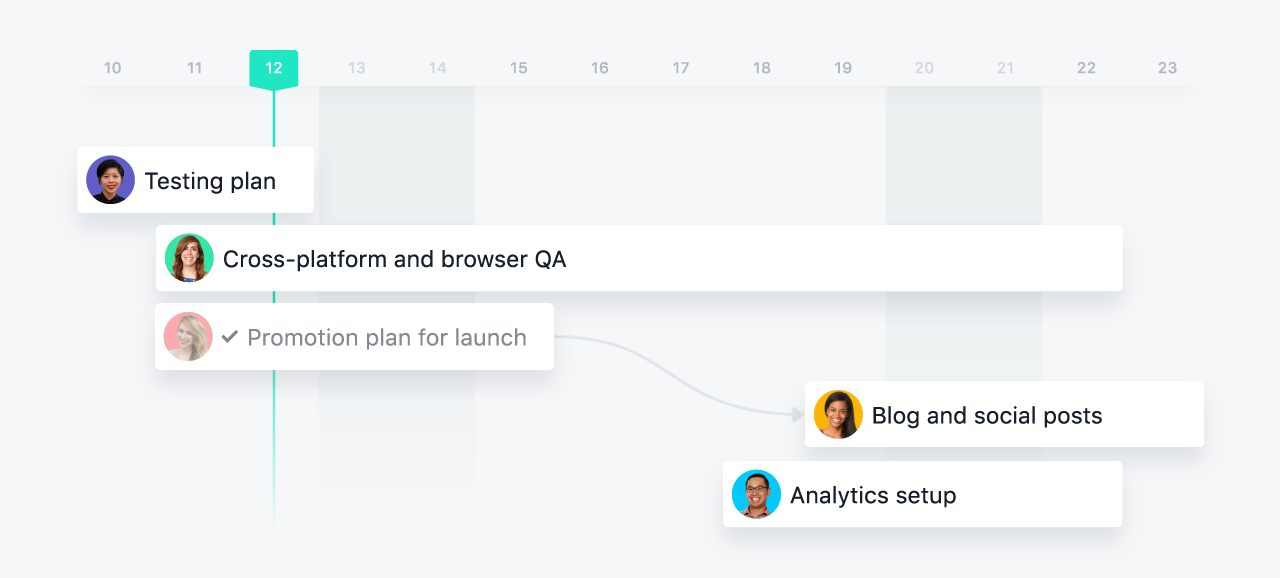 10 11 12 13 14 15 16 17 18 19 20 21 22 23
Testing plan
Cross-platform and browser QA
Promotion plan for launch
Blog and social posts
Analytics setup